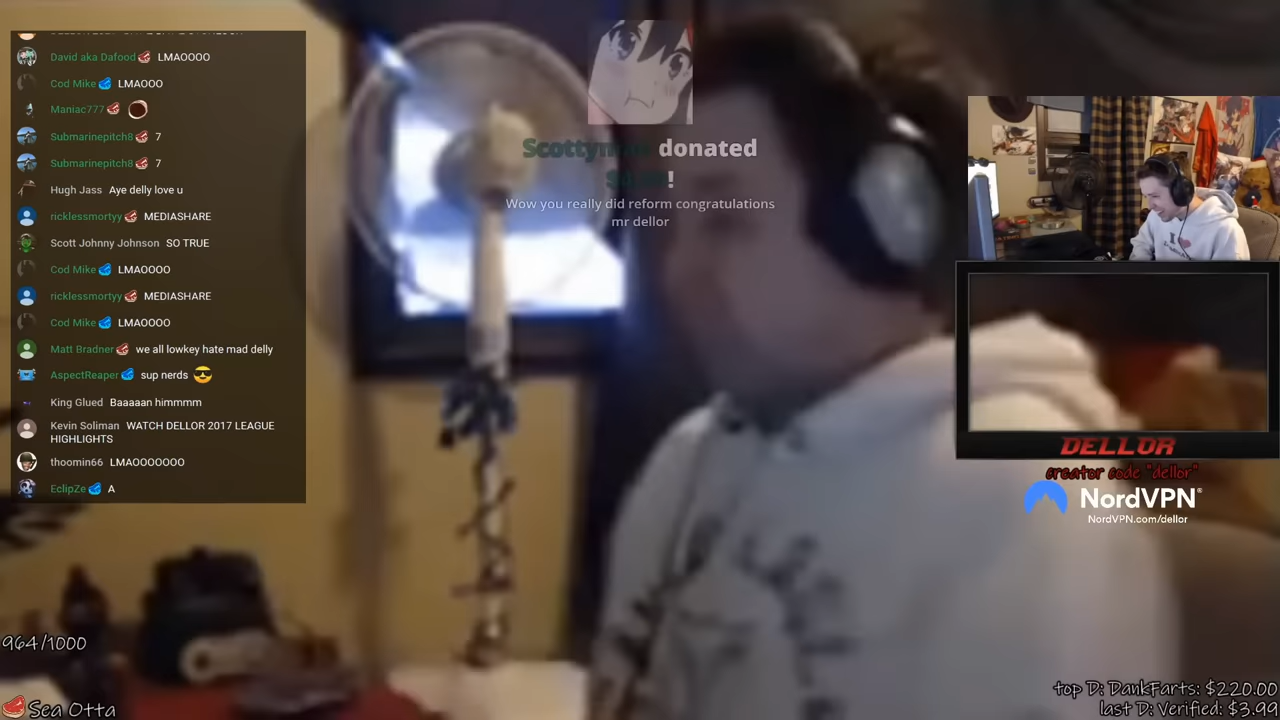 David aka Dafood LMAOOOO
Cod Mike LMAOOO
Maniac777
Submarinepitch8 7
Submarinepitch8 7
Hugh Jass Aye delly love u
ricklessmortyy MEDIASHARE
Scott Johnny Johnson SO TRUE
Cod Mike LMAOOOO
ricklessmortyy MEDIASHARE
Cod Mike LMAOOOO
Matt Bradner we all lowkey hate mad delly
AspectReaper sup nerds
King Glued Baaaaan himmmm
Kevin Soliman WATCH DELLOR 2017 LEAGUE
HIGHLIGHTS
thoomin66 LMAOOOOOOO
EclipZe A
donated
!
Wow you really did reform congratulations
mr dellor
DELLOR
creator code "dellor"
NordVPN®
NordVPN.com/dellor
964/1000
Sea Otta
top D: DankFarts: $220.00
last D: Verified: $3.99